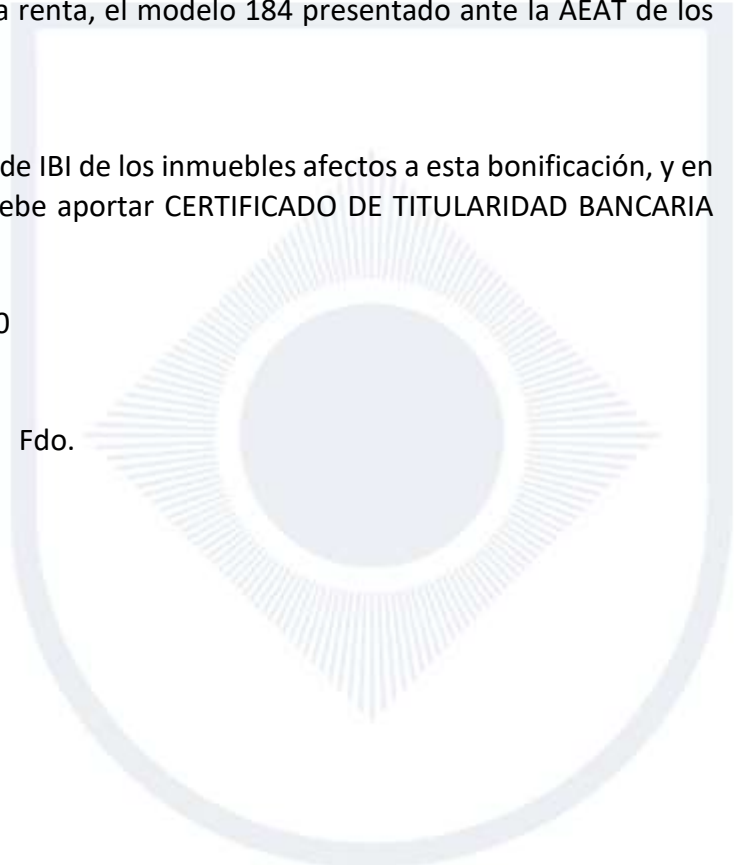 a renta, el modelo 184 presentado ante la AEAT de los
de IBI de los inmuebles afectos a esta bonificación, y en
ebe aportar CERTIFICADO DE TITULARIDAD BANCARIA
0
Fdo.